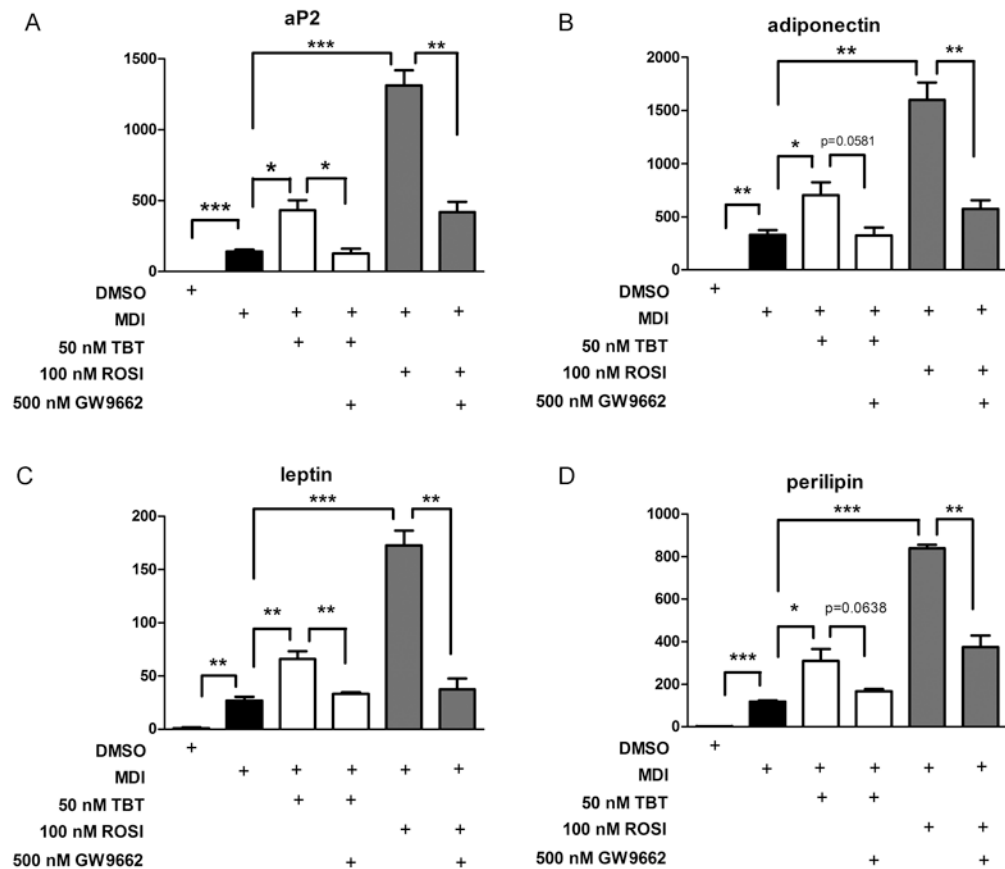 A
aP2
***
**
1500
1000
*
*
500
***
0
DMSO +
MDI + + + + +
50 nM TBT + +
100 nM ROSI + +
500 nM GW9662 + +
B
adiponectin
**
**
2000
1500
*
p=0.0581
1000
**
500
0
DMSO +
MDI + + + + +
50 nM TBT + +
100 nM ROSI + +
500 nM GW9662 + +
C
leptin
***
**
200
150
100
**
**
50
**
0
DMSO +
MDI + + + + +
50 nM TBT + +
100 nM ROSI + +
500 nM GW9662 + +
D
perilipin
***
**
1000
800
600
*
p=0.0638
400
***
200
0
DMSO +
MDI + + + + +
50 nM TBT + +
100 nM ROSI + +
500 nM GW9662 + +